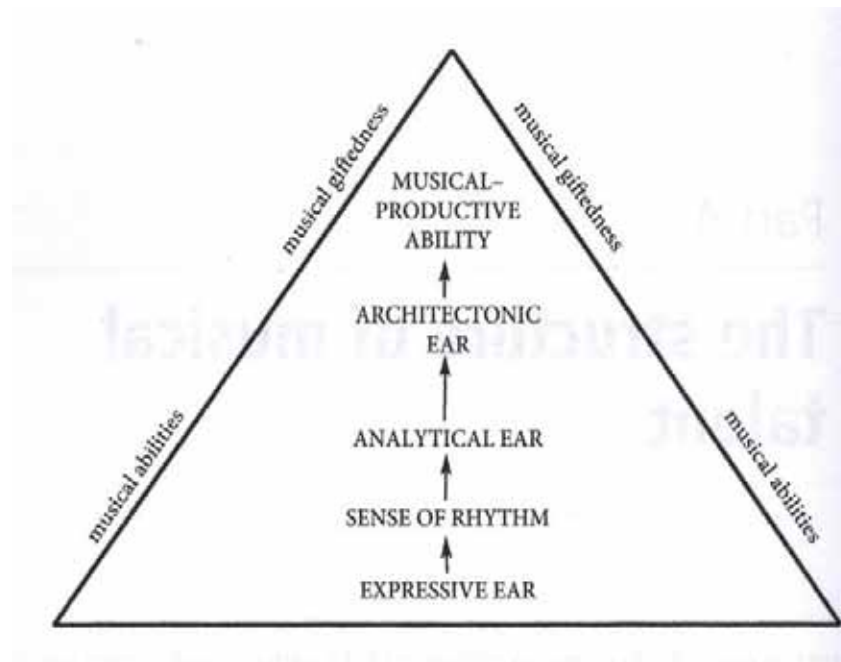 musical giftedness
musical giftedness
MUSICAL–
PRODUCTIVE
ABILITY
ARCHITECTONIC
EAR
musical abilities
musical abilities
ANALYTICAL EAR
SENSE OF RHYTHM
EXPRESSIVE EAR
Part A
The structure of musical
talent